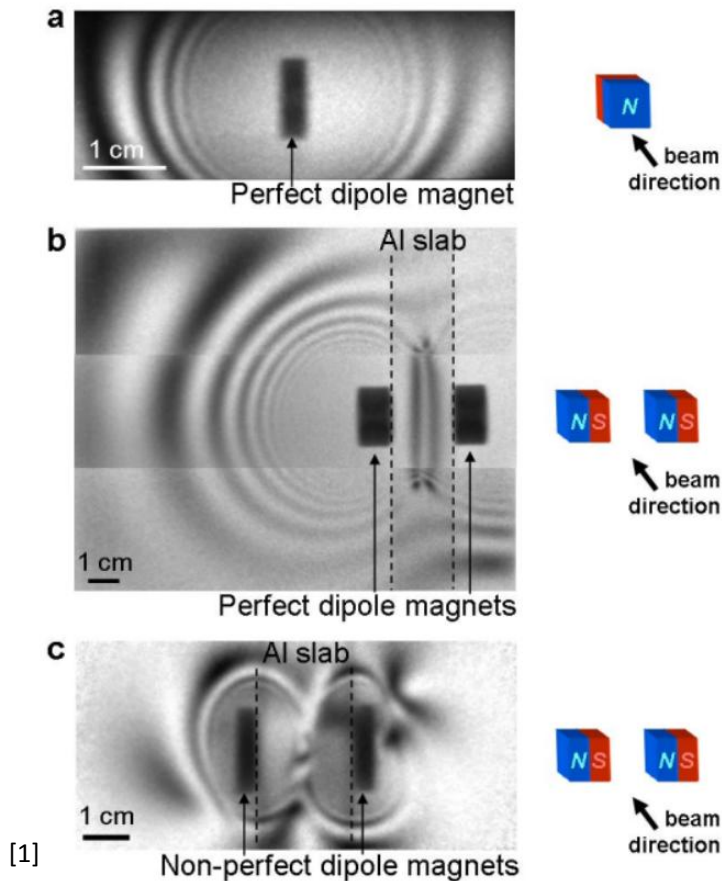 a
1 cm
Perfect dipole magnet
N
beam
direction
b
Al slab
1 cm
Perfect dipole magnets
N S
N S
beam
direction
c
Al slab
1 cm
Non-perfect dipole magnets
N S
N S
beam
direction
[1]